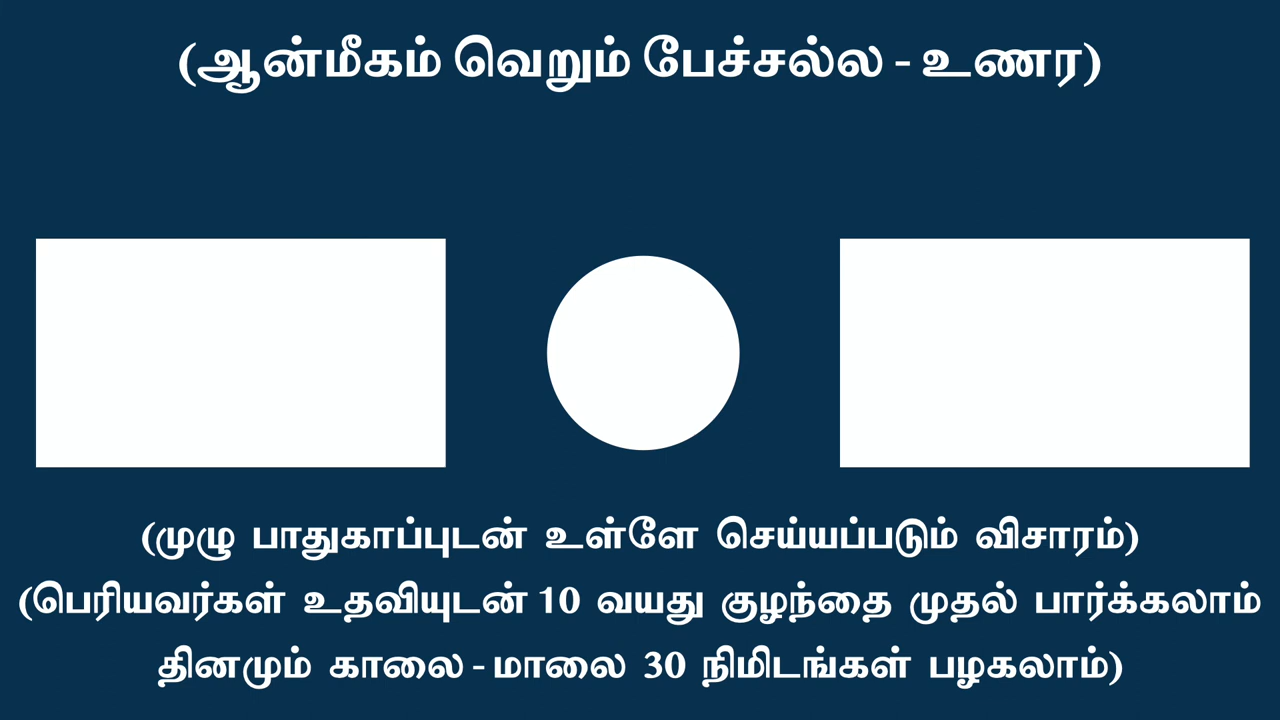 (ஆன்மீகம் வெறும் பேச்சல்ல - உணர)
(முழு பாதுகாப்புடன் உள்ளே செய்யப்படும் விசாரம்)
(பெரியவர்கள் உதவியுடன் 10 வயது குழந்தை முதல் பார்க்கலாம்
தினமும் காலை - மாலை 30 நிமிடங்கள் பழகலாம்)